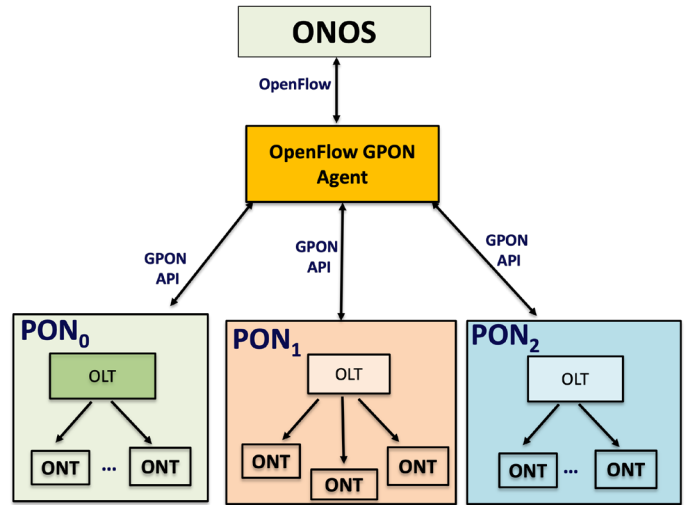 ONOS
OpenFlow
OpenFlow GPON
Agent
GPON
API
GPON
API
GPON
API
PON0
OLT
ONT ... ONT
PON1
OLT
ONT
ONT
ONT
PON2
OLT
ONT ... ONT